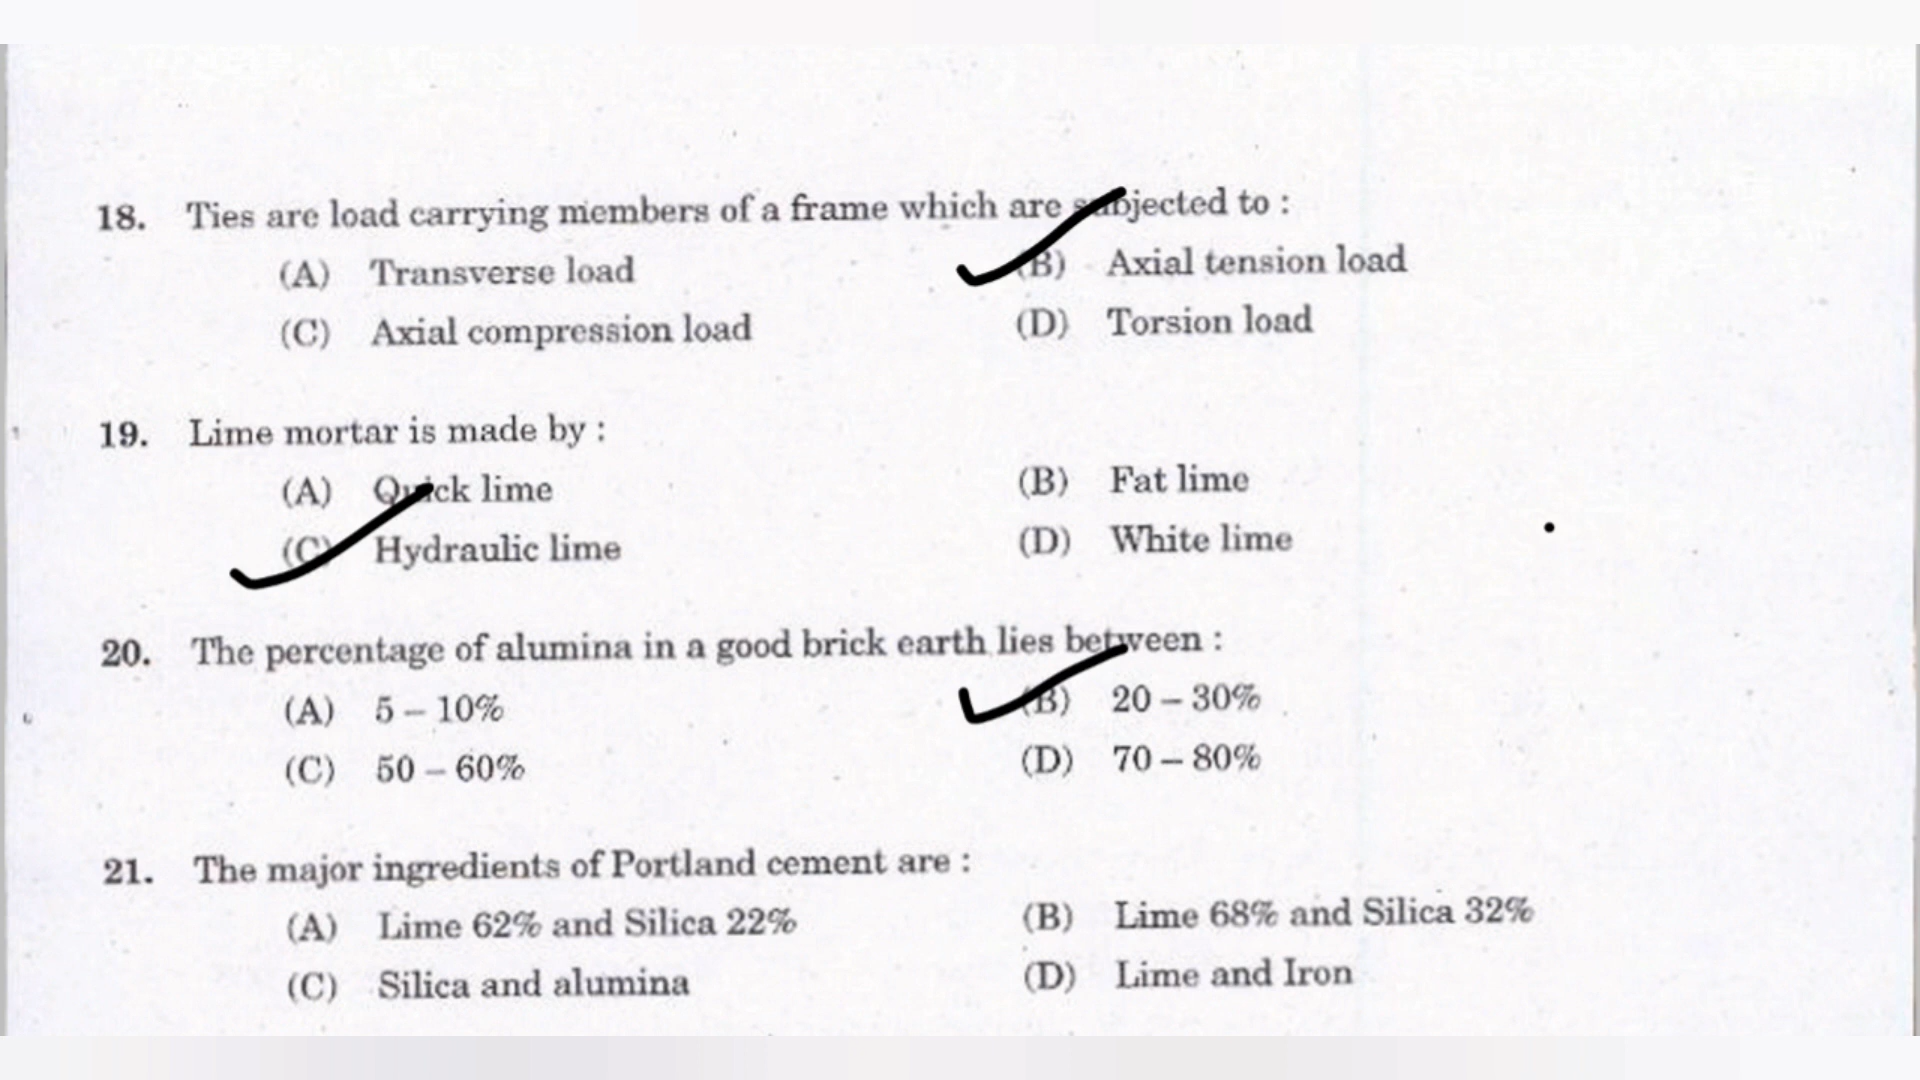 18. Ties are load carrying members of a frame which are subjected to :
(A) Transverse load (B) Axial tension load
(C) Axial compression load (D) Torsion load
19. Lime mortar is made by :
(A) Quick lime (B) Fat lime
(C) Hydraulic lime (D) White lime
20. The percentage of alumina in a good brick earth lies between :
(A) 5 – 10% (B) 20 – 30%
(C) 50 – 60% (D) 70 – 80%
21. The major ingredients of Portland cement are :
(A) Lime 62% and Silica 22% (B) Lime 68% and Silica 32%
(C) Silica and alumina (D) Lime and Iron